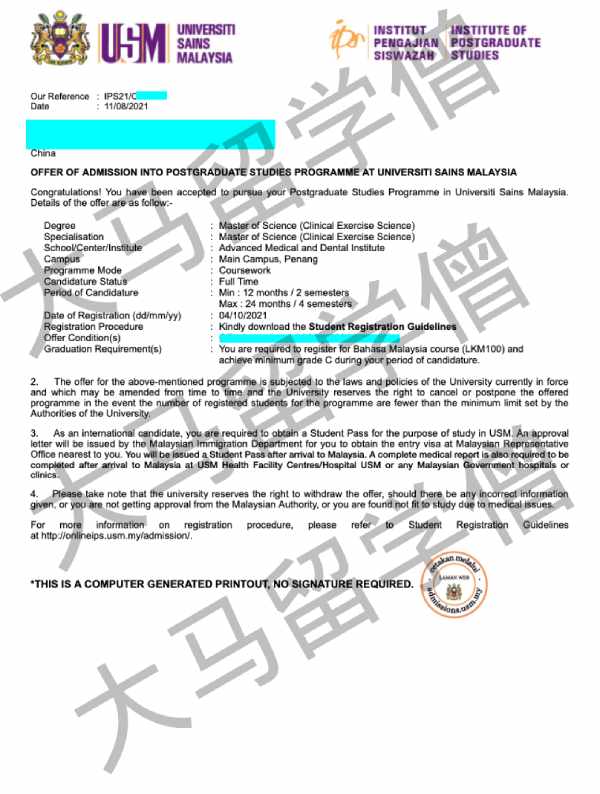 USM
UNIVERSITI
SAINS
MALAYSIA
ips
INSTITUT
PENGAJIAN
SISWAZAH
INSTITUTE OF
POSTGRADUATE
STUDIES
Our Reference : IPS21/
Date : 11/08/2021
China
OFFER OF ADMISSION INTO POSTGRADUATE STUDIES PROGRAMME AT UNIVERSITI SAINS MALAYSIA
Congratulations! You have been accepted to pursue your Postgraduate Studies Programme in Universiti Sains Malaysia.
Details of the offer are as follow:-
Degree : Master of Science (Clinical Exercise Science)
Specialisation : Master of Science (Clinical Exercise Science)
School/Center/Institute : Advanced Medical and Dental Institute
Campus : Main Campus, Penang
Programme Mode : Coursework
Candidature Status : Full Time
Period of Candidature : Min : 12 months / 2 semesters
Max : 24 months / 4 semesters
Date of Registration (dd/mm/yy) : 04/10/2021
Registration Procedure : Kindly download the Student Registration Guidelines
Offer Condition(s) :
Graduation Requirement(s) : You are required to register for Bahasa Malaysia course (LKM100) and
achieve minimum grade C during your period of candidature.
2. The offer for the above-mentioned programme is subjected to the laws and policies of the University currently in force
and which may be amended from time to time and the University reserves the right to cancel or postpone the offered
programme in the event the number of registered students for the programme are fewer than the minimum limit set by the
Authorities of the University.
3. As an international candidate, you are required to obtain a Student Pass for the purpose of study in USM. An approval
letter will be issued by the Malaysian Immigration Department for you to obtain the entry visa at Malaysian Representative
Office nearest to you. You will be issued a Student Pass after arrival to Malaysia. A complete medical report is also required to be
completed after arrival to Malaysia at USM Health Facility Centres/Hospital USM or any Malaysian Government hospitals or
clinics.
4. Please take note that the university reserves the right to withdraw the offer, should there be any incorrect information
given, or you are not getting approval from the Malaysian Authority, or you are found not fit to study due to medical issues.
For more information on registration procedure, please refer to Student Registration Guidelines
at http://onlineips.usm.my/admission/.
*THIS IS A COMPUTER GENERATED PRINTOUT, NO SIGNATURE REQUIRED.
cetakan melalui
LAMAN WEB
admissions.usm.my
大马留学僧
大马留学僧
大马留学僧